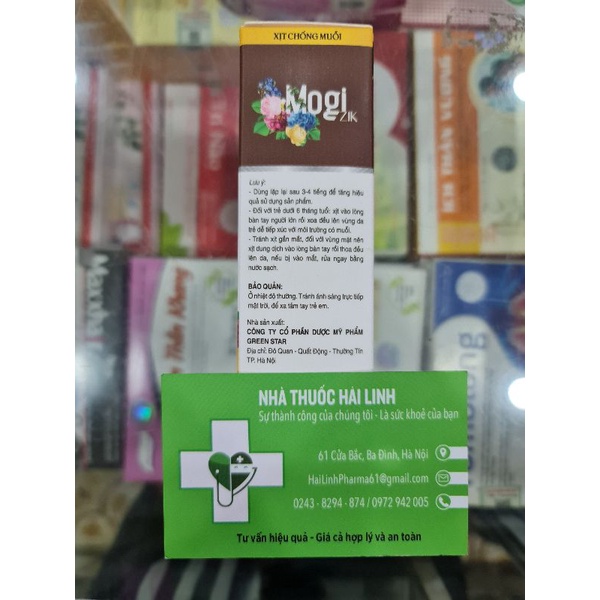 XỊT CHỐNG MUỖI
Mogi
ZIK
Lưu ý:
- Dùng lặp lại sau 3-4 tiếng để tăng hiệu
quả sử dụng sản phẩm.
- Đối với trẻ dưới 6 tháng tuổi: xịt vào lòng
bàn tay người lớn rồi xoa đều lên vùng da
trẻ dễ tiếp xúc với môi trường có muỗi.
- Tránh xịt gần mắt, đối với vùng mặt nên
xịt dung dịch vào lòng bàn tay rồi thoa đều
lên da, nếu bị vào mắt, rửa ngay bằng
nước sạch.
BẢO QUẢN:
Ở nhiệt độ thường. Tránh ánh sáng trực tiếp
mặt trời, để xa tầm tay trẻ em.
Nhà sản xuất:
CÔNG TY CỔ PHẦN DƯỢC MỸ PHẨM
GREEN STAR
Địa chỉ: Đô Quan - Quất Động - Thường Tín
TP. Hà Nội
NHÀ THUỐC HẢI LINH
Sự thành công của chúng tôi - Là sức khoẻ của bạn
61 Cửa Bắc, Ba Đình, Hà Nội
HaiLinhPharma61@gmail.com
0243 - 8294 - 874 / 0972 942 005
Tư vấn hiệu quả - Giá cả hợp lý và an toàn